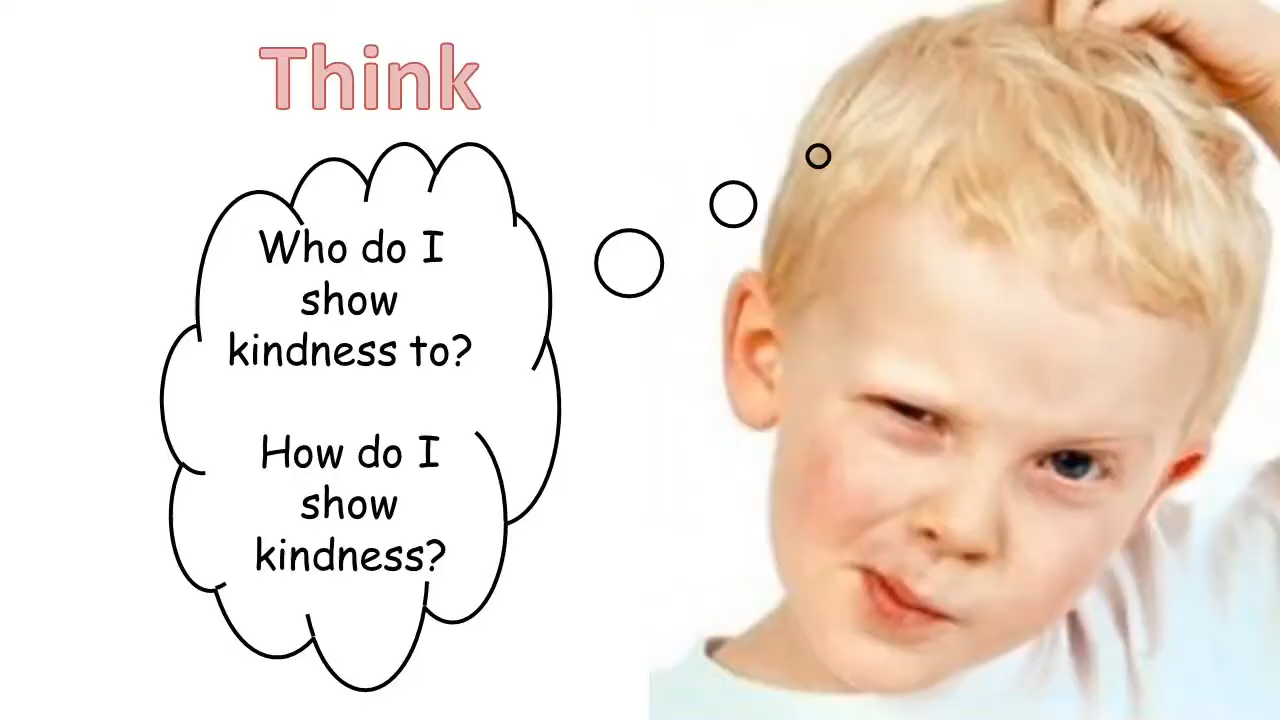 Think
Who do I
show
kindness to?
How do I
show
kindness?